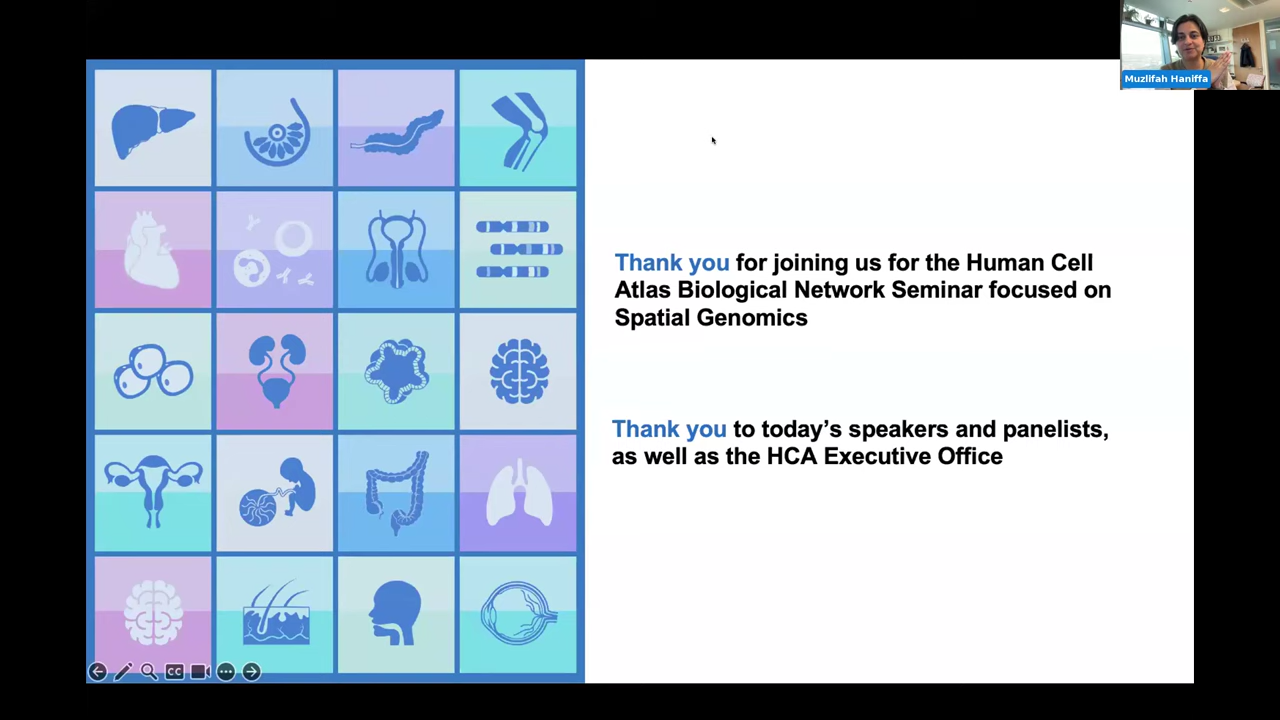 Muzlifah Haniffa
Thank you for joining us for the Human Cell
Atlas Biological Network Seminar focused on
Spatial Genomics
Thank you to today’s speakers and panelists,
as well as the HCA Executive Office
CC